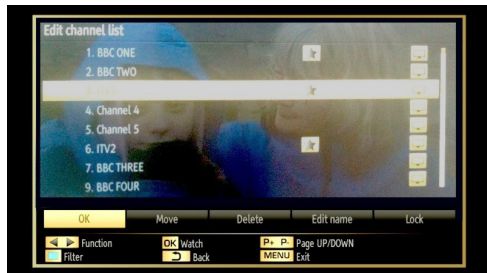 Edit channel list
1. BBC ONE
2. BBC TWO
4. Channel 4
5. Channel 5
6. ITV2
7. BBC THREE
9. BBC FOUR
OK Move Delete Edit name Lock
Function OK Watch P+ P- Page UP/DOWN
Filter Back MENU Exit